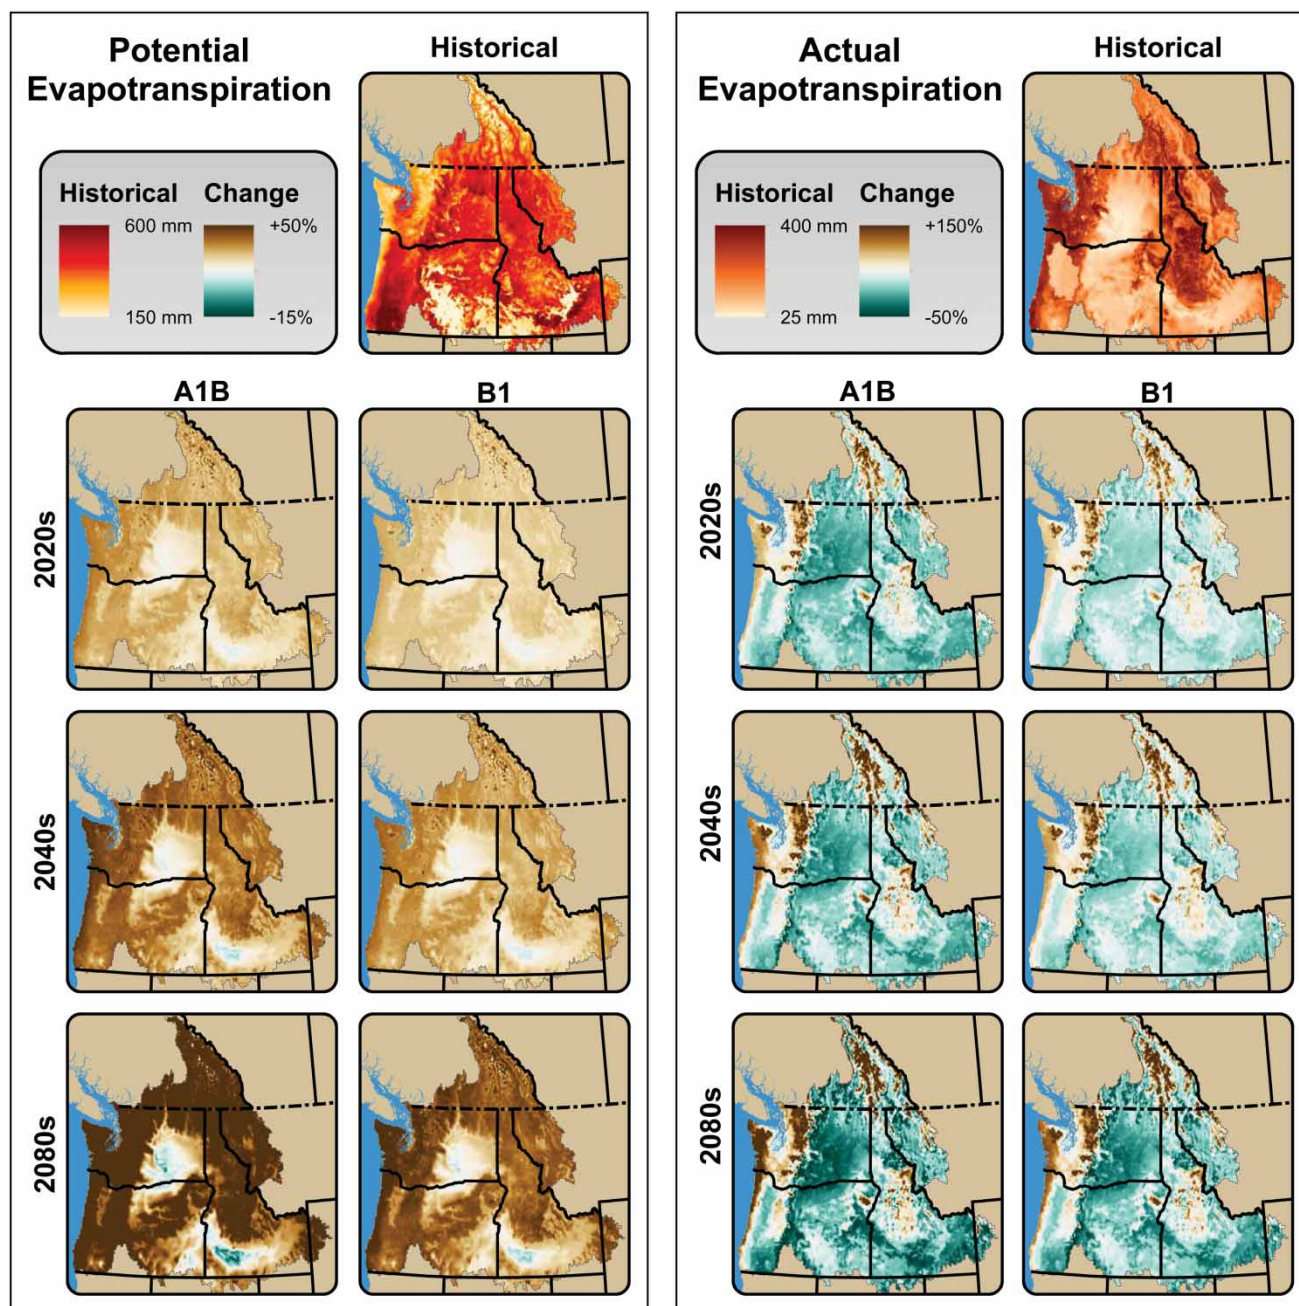 Potential
Evapotranspiration
Historical
Historical
Change
600 mm
+50%
150 mm
-15%
A1B
B1
2020s
2040s
2080s
Actual
Evapotranspiration
Historical
Historical
Change
400 mm
+150%
25 mm
-50%
A1B
B1
2020s
2040s
2080s